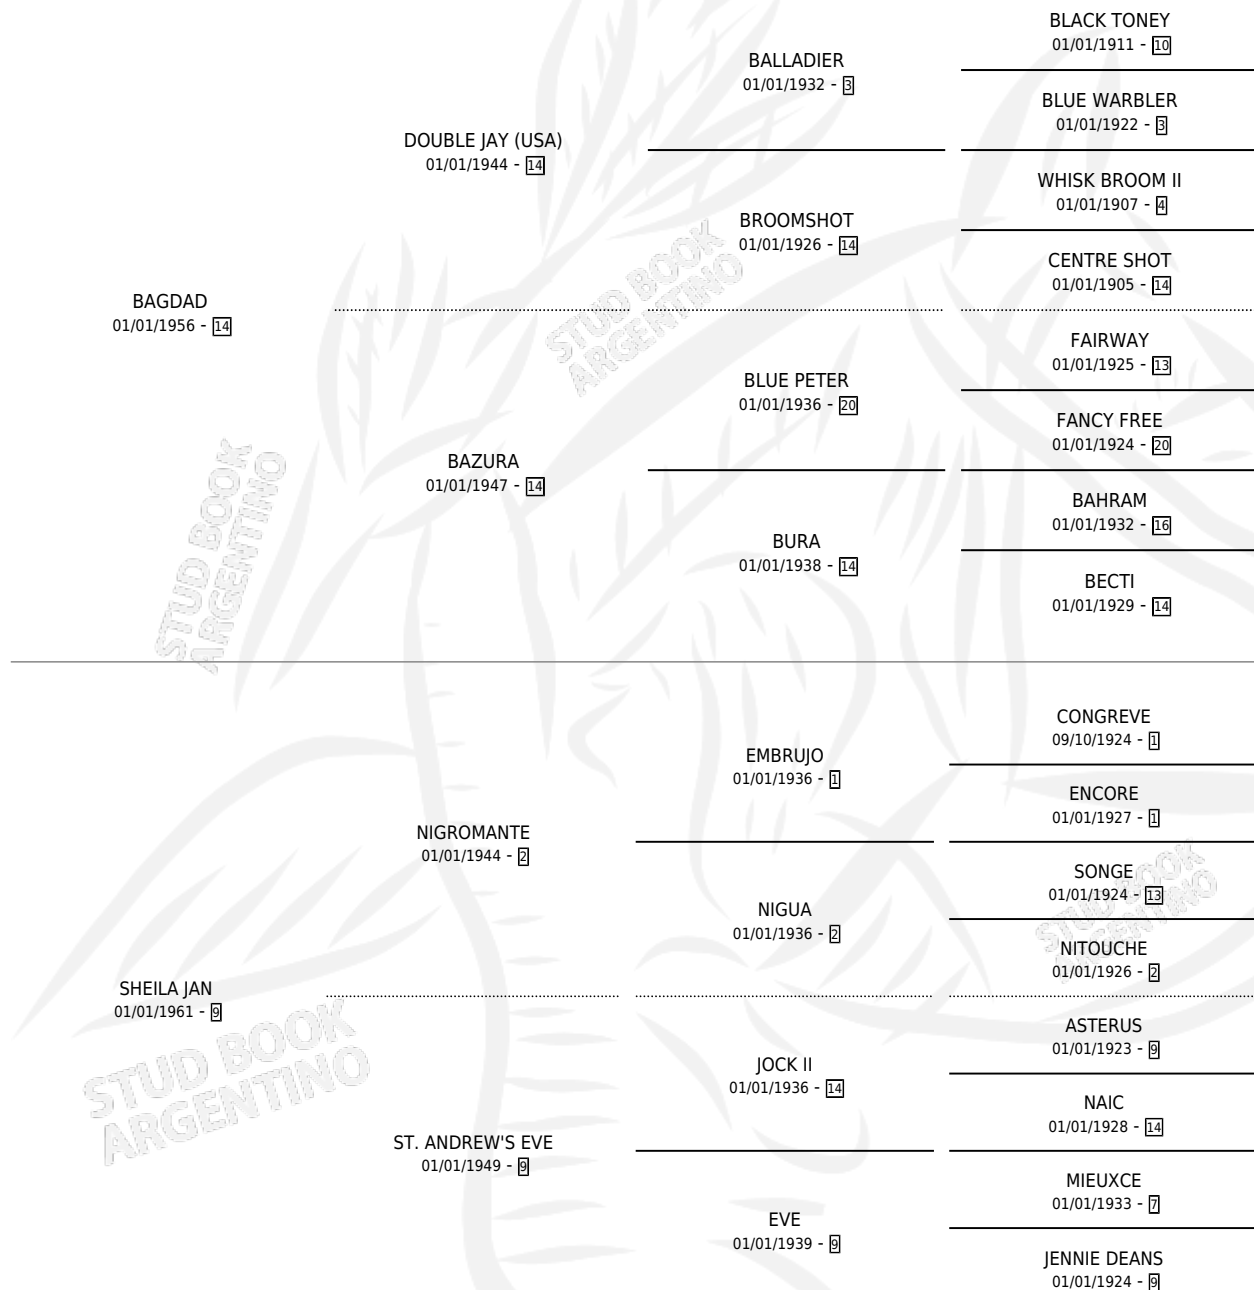 BLACK TONEY
01/01/1911 - 10
BALLADIER
01/01/1932 - 3
BLUE WARBLER
01/01/1922 - 3
DOUBLE JAY (USA)
01/01/1944 - 14
WHISK BROOM II
01/01/1907 - 4
BROOMSHOT
01/01/1926 - 14
CENTRE SHOT
01/01/1905 - 14
BAGDAD
01/01/1956 - 14
STUD BOOK
ARGENTINO
FAIRWAY
01/01/1925 - 13
BLUE PETER
01/01/1936 - 20
FANCY FREE
01/01/1924 - 20
BAZURA
01/01/1947 - 14
BAHRAM
01/01/1932 - 16
BURA
01/01/1938 - 14
BECTI
01/01/1929 - 14
STUD BOOK
ARGENTINO
CONGREVE
09/10/1924 - 1
EMBRUJO
01/01/1936 - 1
ENCORE
01/01/1927 - 1
NIGROMANTE
01/01/1944 - 2
SONGE
01/01/1924 - 13
NIGUA
01/01/1936 - 2
NITOUCHE
01/01/1926 - 2
STUD BOOK
ARGENTINO
SHEILA JAN
01/01/1961 - 9
ASTERUS
01/01/1923 - 9
JOCK II
01/01/1936 - 14
NAIC
01/01/1928 - 14
STUD BOOK
ARGENTINO
ST. ANDREW'S EVE
01/01/1949 - 9
MIEUXCE
01/01/1933 - 7
EVE
01/01/1939 - 9
JENNIE DEANS
01/01/1924 - 9